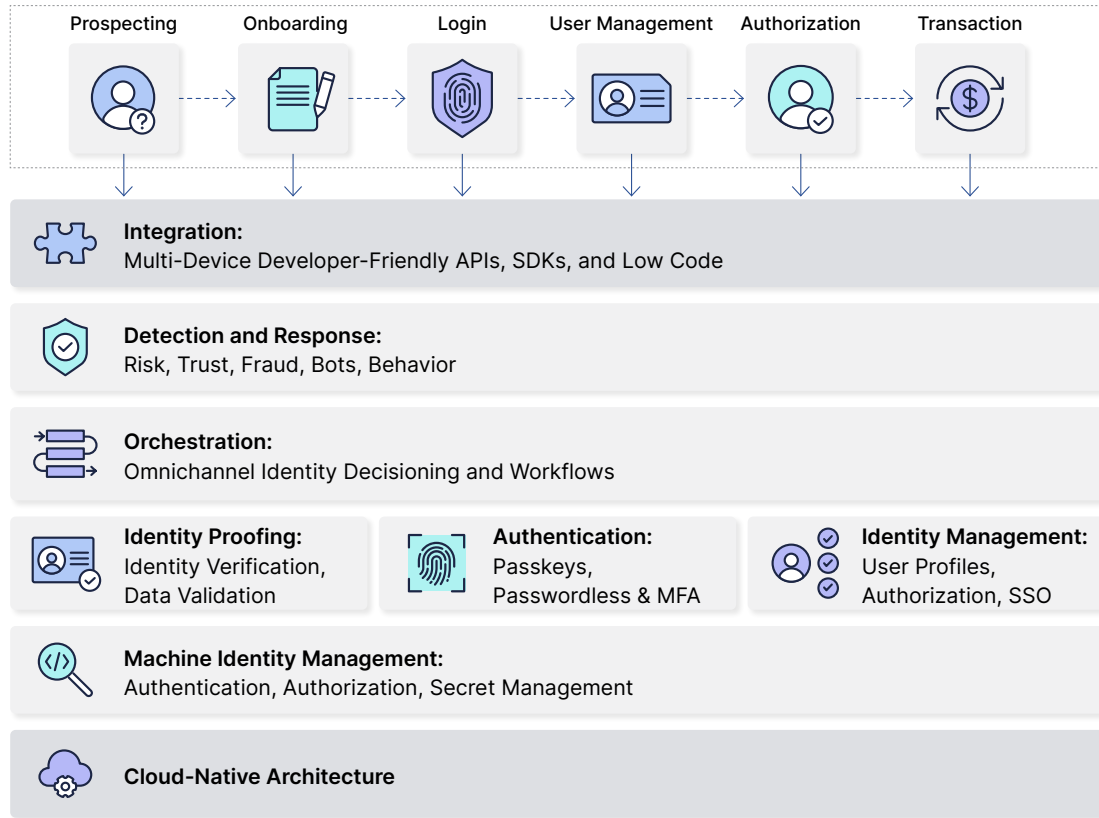 Prospecting
Onboarding
Login
User Management
Authorization
Transaction
?
$
Integration:
Multi-Device Developer-Friendly APIs, SDKs, and Low Code
Detection and Response:
Risk, Trust, Fraud, Bots, Behavior
Orchestration:
Omnichannel Identity Decisioning and Workflows
Identity Proofing:
Identity Verification,
Data Validation
Authentication:
Passkeys,
Passwordless & MFA
Identity Management:
User Profiles,
Authorization, SSO
</>
Machine Identity Management:
Authentication, Authorization, Secret Management
Cloud-Native Architecture